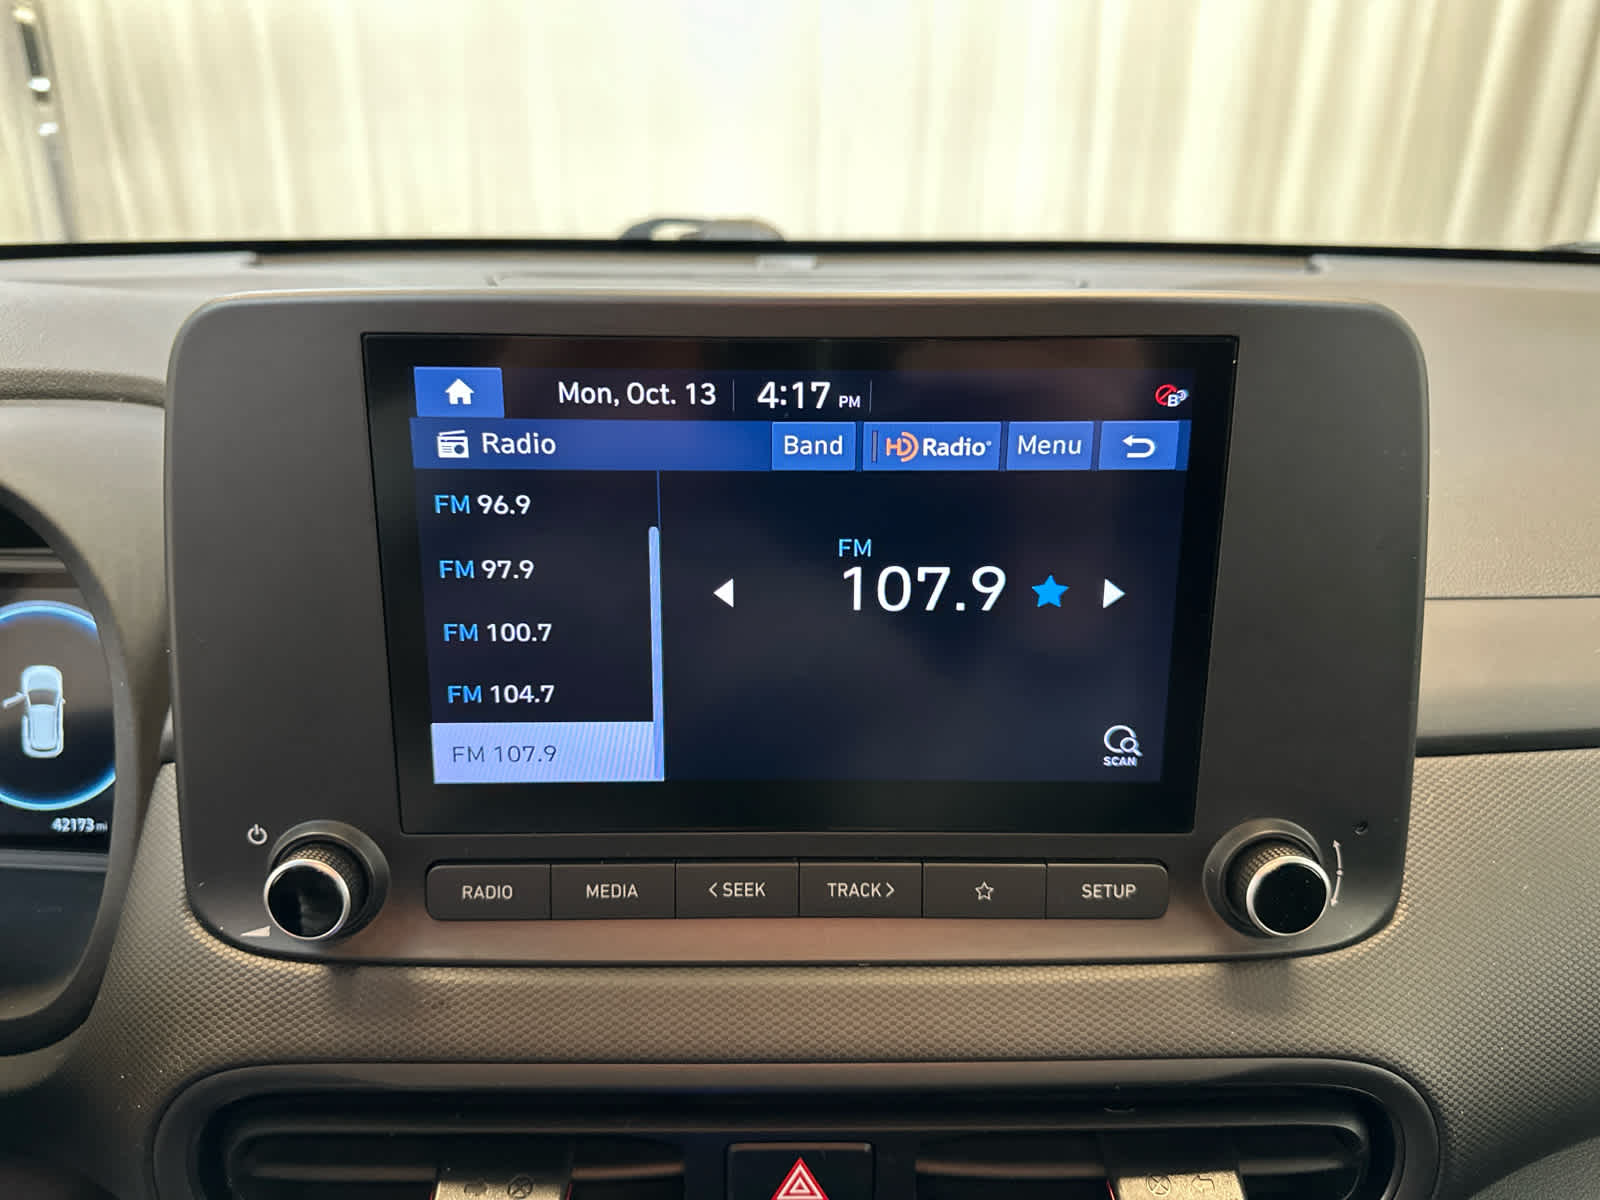 Mon, Oct. 13 4:17 PM
B
Radio Band HD Radio® Menu
FM 96.9
FM 97.9
FM 100.7
FM 104.7
FM 107.9
FM
107.9
SCAN
42173 mi
RADIO MEDIA < SEEK TRACK > SETUP